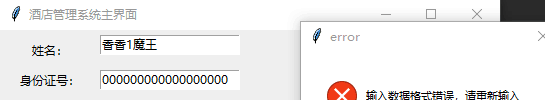 酒店管理系统主界面
error
姓名：
香香1魔王
身份证号：
000000000000000000
输入数据格式错误，请重新输入